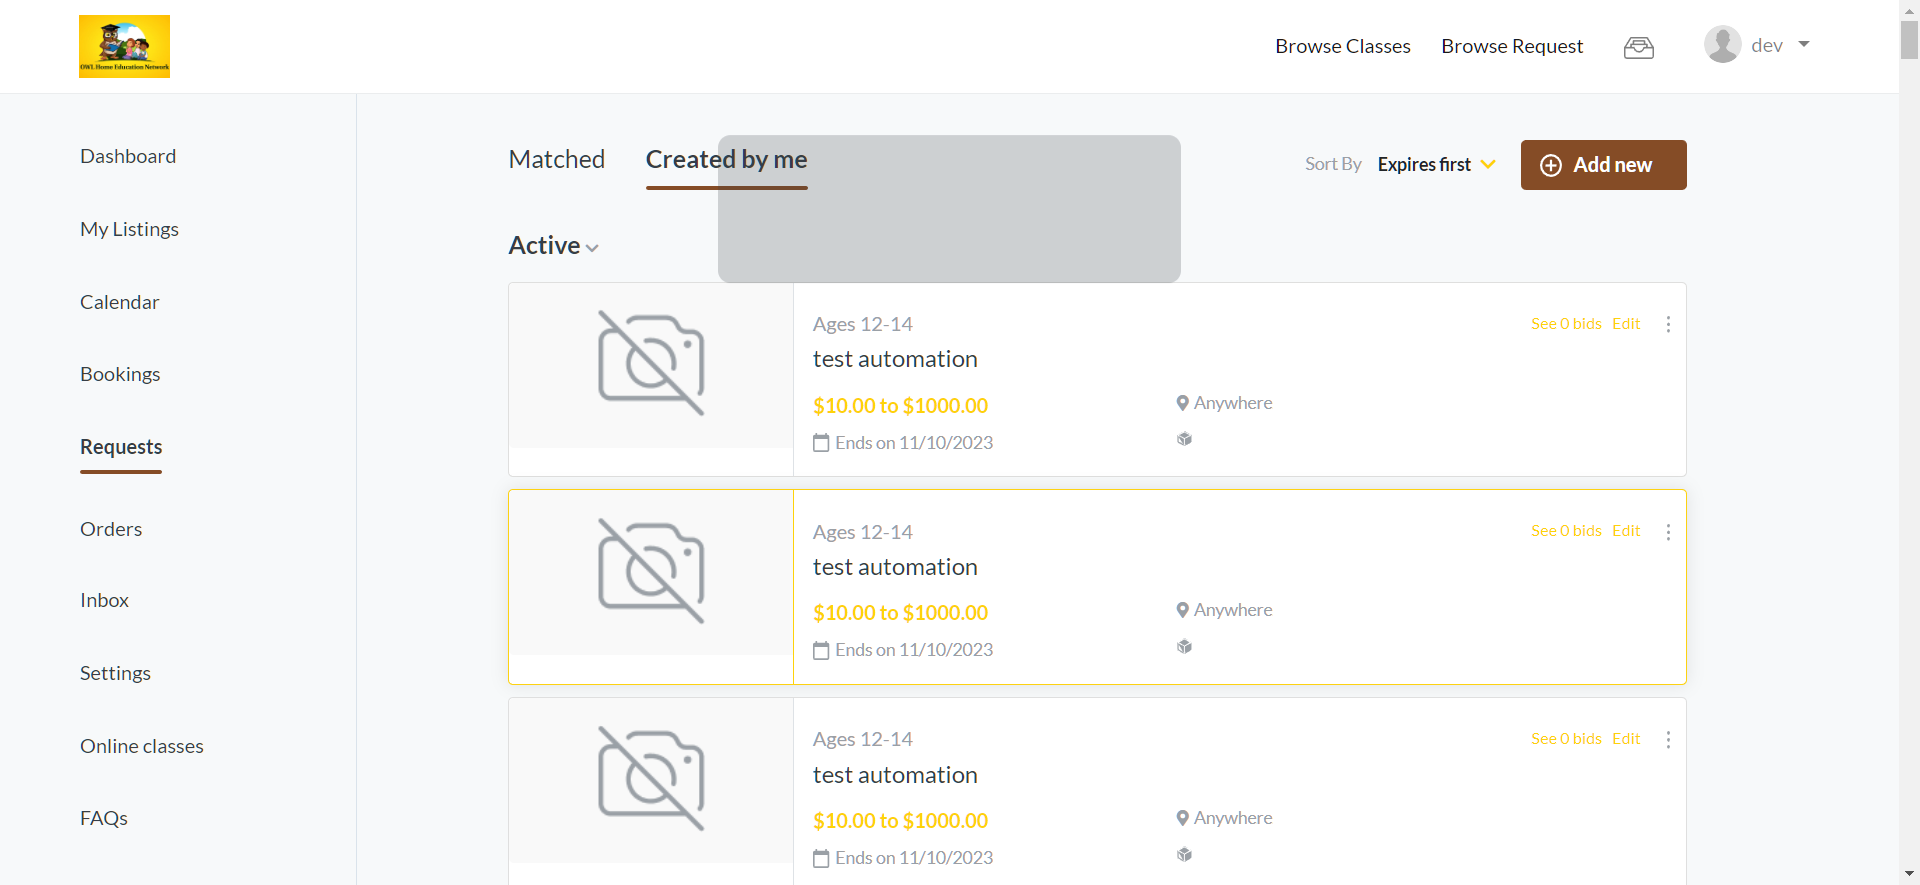 OWL Home Education Network
Browse Classes
Browse Request
dev
Dashboard
My Listings
Calendar
Bookings
Requests
Orders
Inbox
Settings
Online classes
FAQs
Matched
Created by me
Sort By Expires first
Add new
Active
Ages 12-14
See 0 bids Edit
test automation
$10.00 to $1000.00
Anywhere
Ends on 11/10/2023
Ages 12-14
See 0 bids Edit
test automation
$10.00 to $1000.00
Anywhere
Ends on 11/10/2023
Ages 12-14
See 0 bids Edit
test automation
$10.00 to $1000.00
Anywhere
Ends on 11/10/2023